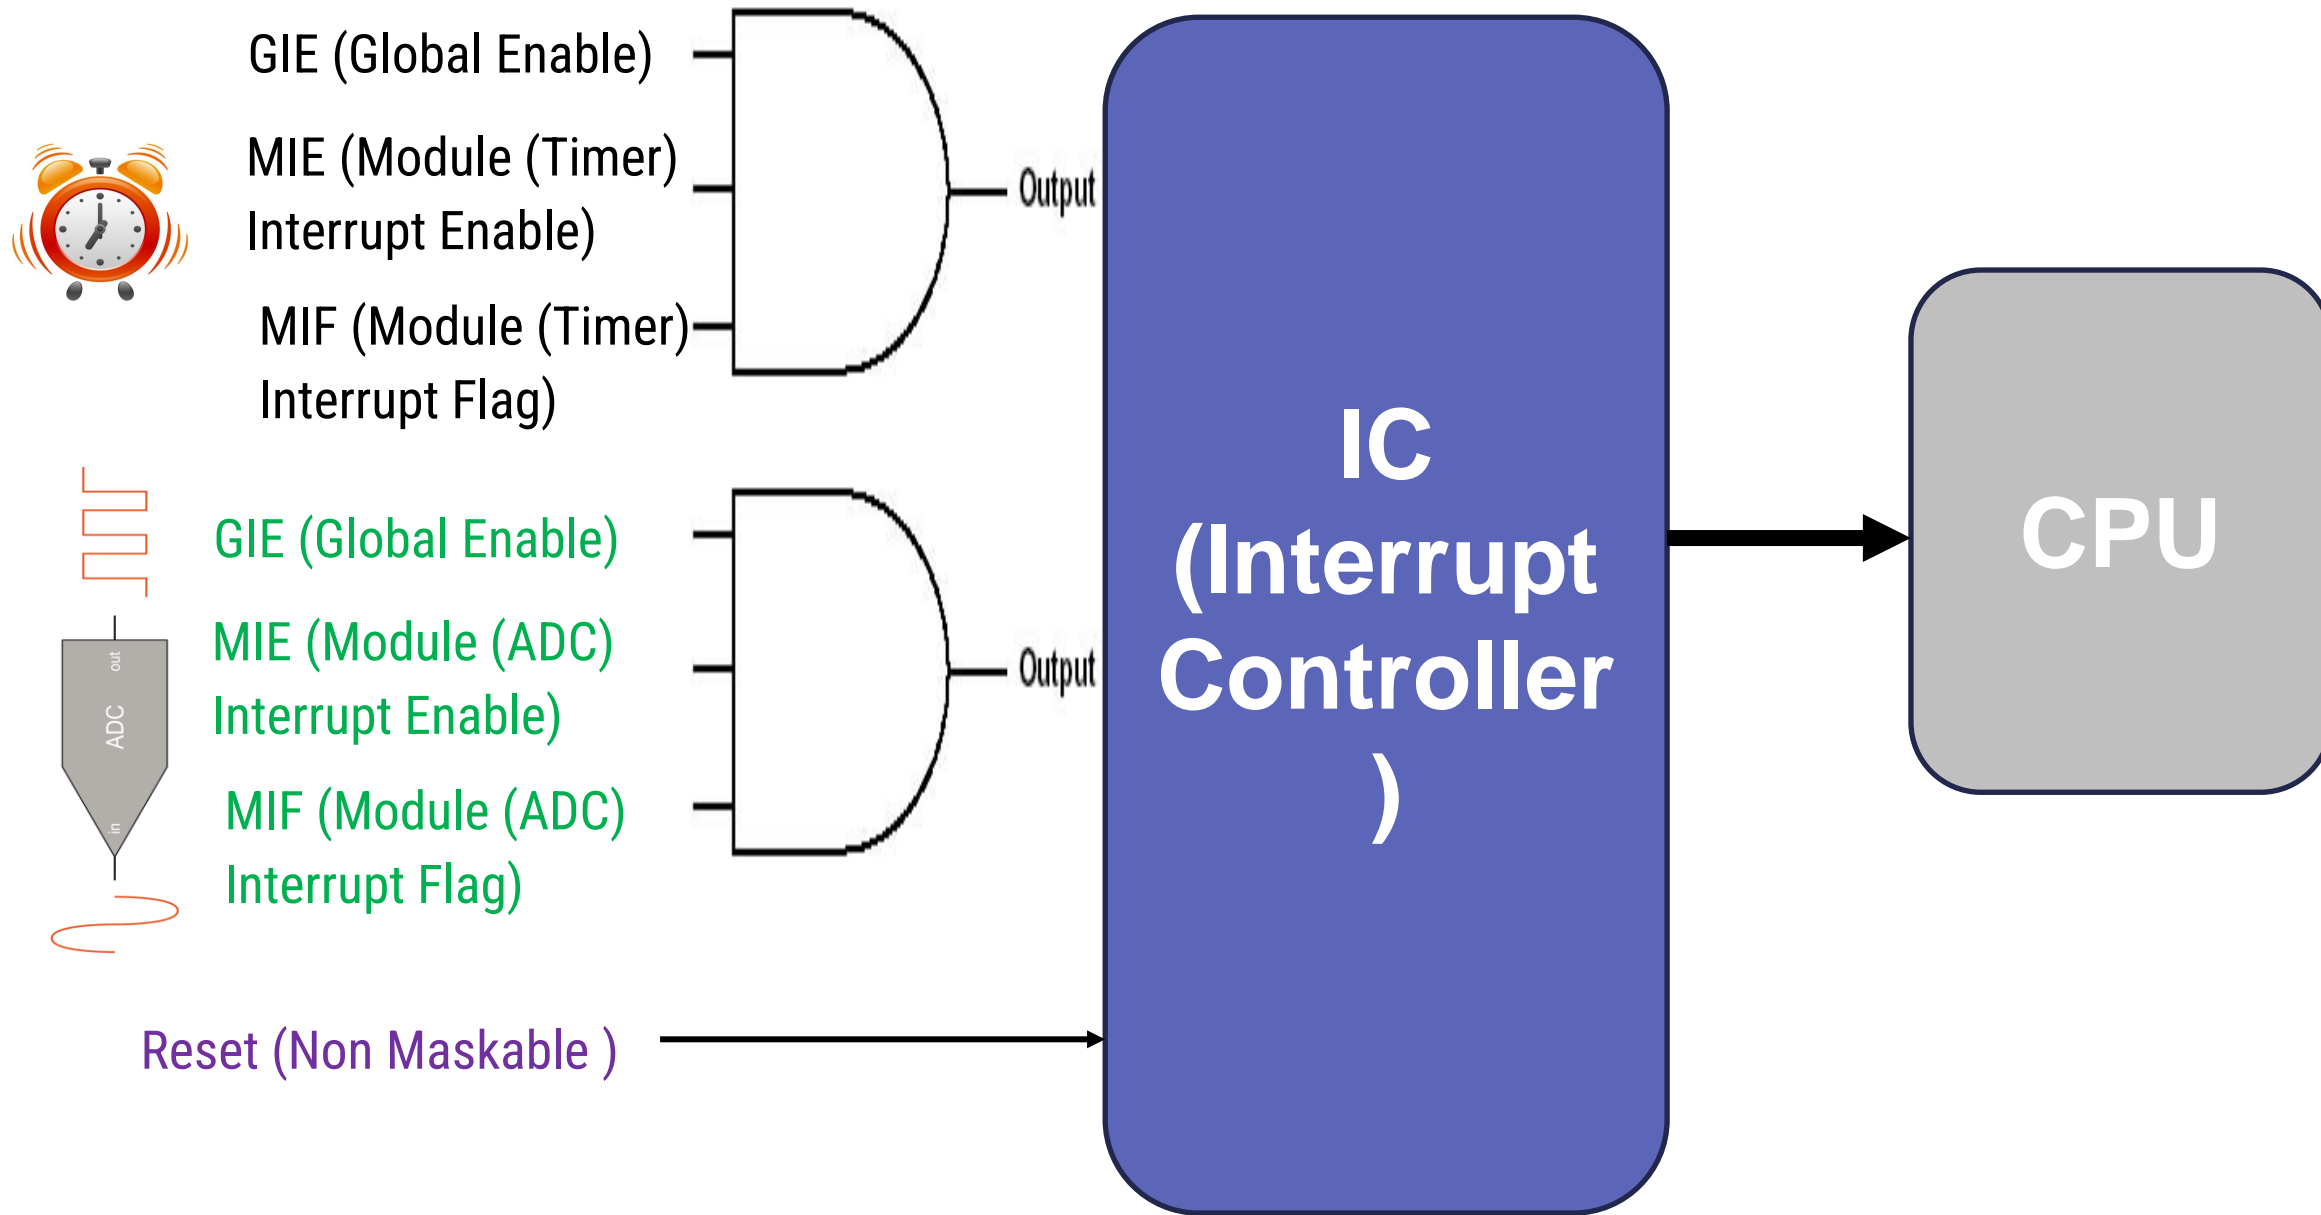 GIE (Global Enable)
MIE (Module (Timer)
Interrupt Enable)
MIF (Module (Timer)
Interrupt Flag)
Output
GIE (Global Enable)
MIE (Module (ADC)
Interrupt Enable)
MIF (Module (ADC)
Interrupt Flag)
Output
out
ADC
in
Reset (Non Maskable )
IC
(Interrupt
Controller
)
CPU